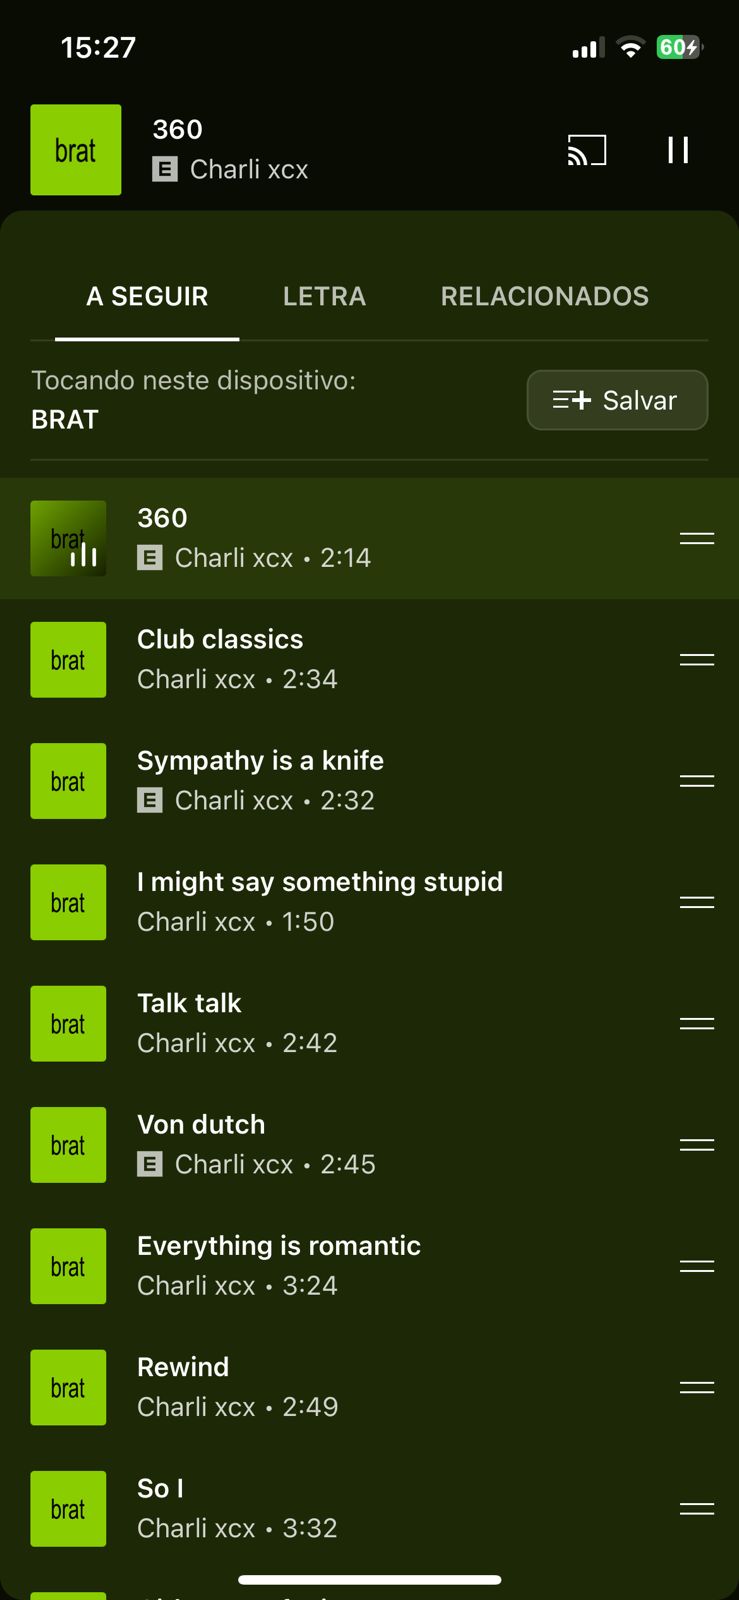 15:27
60
brat
360
E Charli xcx
A SEGUIR
LETRA
RELACIONADOS
Tocando neste dispositivo:
BRAT
Salvar
brat
360
E Charli xcx • 2:14
brat
Club classics
Charli xcx • 2:34
brat
Sympathy is a knife
E Charli xcx • 2:32
brat
I might say something stupid
Charli xcx • 1:50
brat
Talk talk
Charli xcx • 2:42
brat
Von dutch
E Charli xcx • 2:45
brat
Everything is romantic
Charli xcx • 3:24
brat
Rewind
Charli xcx • 2:49
brat
So I
Charli xcx • 3:32